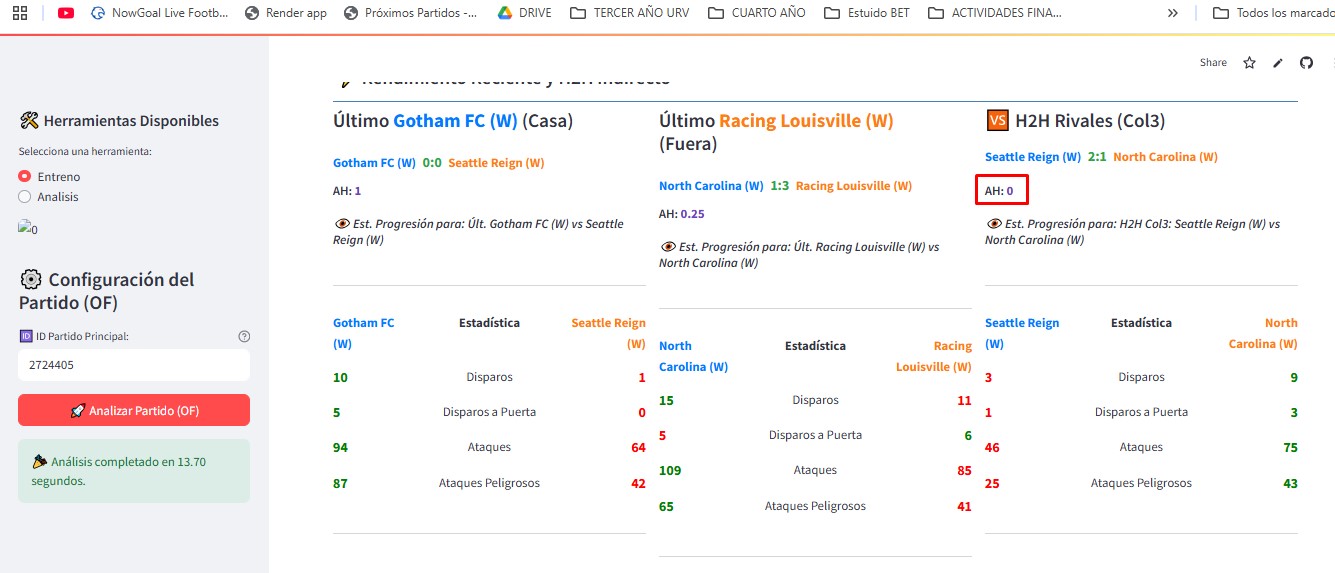 NowGoal Live Footb...
Render app
Próximos Partidos -...
DRIVE
TERCER AÑO URV
CUARTO AÑO
Estuido BET
ACTIVIDADES FINA...
»
Todos los marcado
Share
🛠 Herramientas Disponibles
Selecciona una herramienta:
Entreno
Analisis
0
⚙ Configuración del
Partido (OF)
🆔 ID Partido Principal:
2724405
🚀 Analizar Partido (OF)
🎉 Análisis completado en 13.70
segundos.
Rendimiento Reciente y H2H Indirecto
Último Gotham FC (W) (Casa)
Gotham FC (W) 0:0 Seattle Reign (W)
AH: 1
👁 Est. Progresión para: Últ. Gotham FC (W) vs Seattle
Reign (W)
Gotham FC
(W)
Estadística
Seattle Reign
(W)
10 Disparos 1
5 Disparos a Puerta 0
94 Ataques 64
87 Ataques Peligrosos 42
Último Racing Louisville (W)
(Fuera)
North Carolina (W) 1:3 Racing Louisville (W)
AH: 0.25
👁 Est. Progresión para: Últ. Racing Louisville (W) vs
North Carolina (W)
North
Carolina (W)
Estadística
Racing
Louisville (W)
15 Disparos 11
5 Disparos a Puerta 6
109 Ataques 85
65 Ataques Peligrosos 41
🆚 H2H Rivales (Col3)
Seattle Reign (W) 2:1 North Carolina (W)
AH: 0
👁 Est. Progresión para: H2H Col3: Seattle Reign (W) vs
North Carolina (W)
Seattle Reign
(W)
Estadística
North
Carolina (W)
3 Disparos 9
1 Disparos a Puerta 3
46 Ataques 75
25 Ataques Peligrosos 43